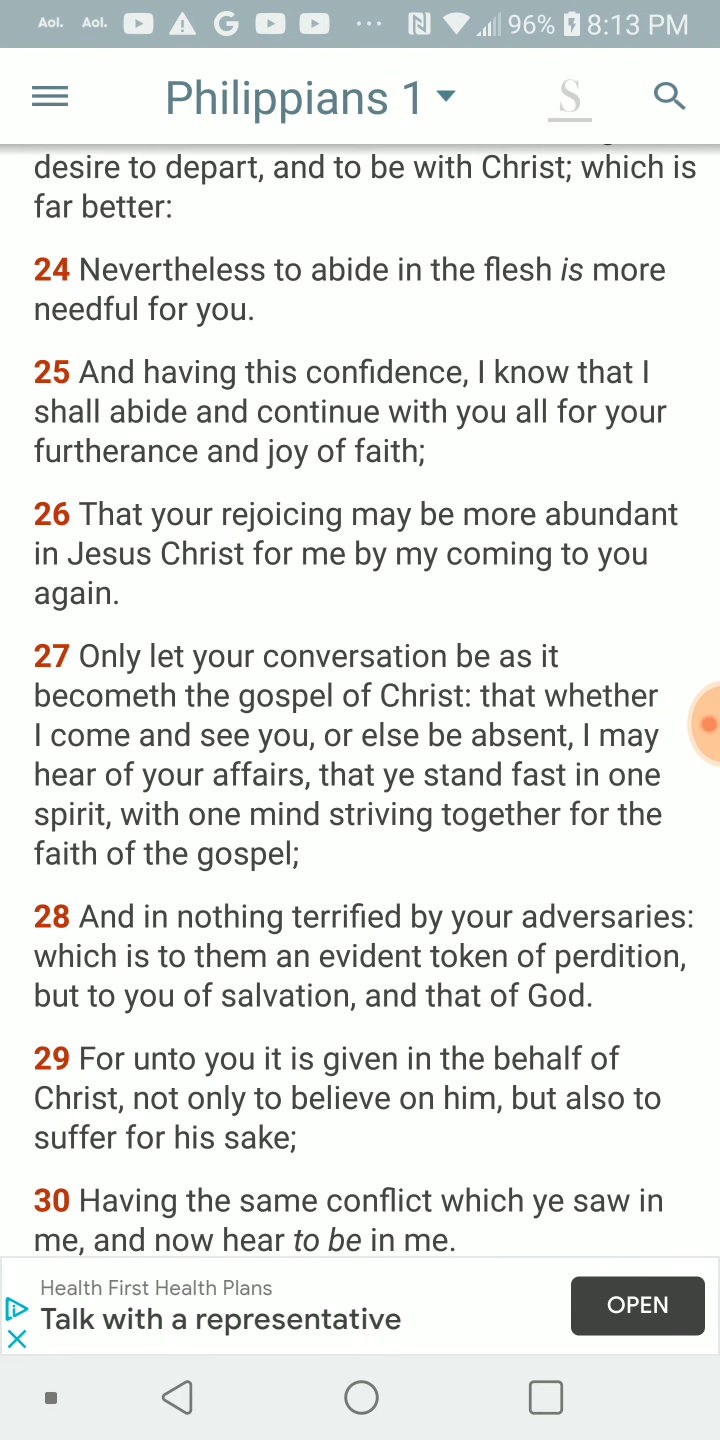 Aol. Aol. G ... N 96% 8:13 PM
Philippians 1 S
desire to depart, and to be with Christ; which is
far better:
24 Nevertheless to abide in the flesh is more
needful for you.
25 And having this confidence, I know that I
shall abide and continue with you all for your
furtherance and joy of faith;
26 That your rejoicing may be more abundant
in Jesus Christ for me by my coming to you
again.
27 Only let your conversation be as it
becometh the gospel of Christ: that whether
I come and see you, or else be absent, I may
hear of your affairs, that ye stand fast in one
spirit, with one mind striving together for the
faith of the gospel;
28 And in nothing terrified by your adversaries:
which is to them an evident token of perdition,
but to you of salvation, and that of God.
29 For unto you it is given in the behalf of
Christ, not only to believe on him, but also to
suffer for his sake;
30 Having the same conflict which ye saw in
me, and now hear to be in me.
Health First Health Plans
Talk with a representative
OPEN